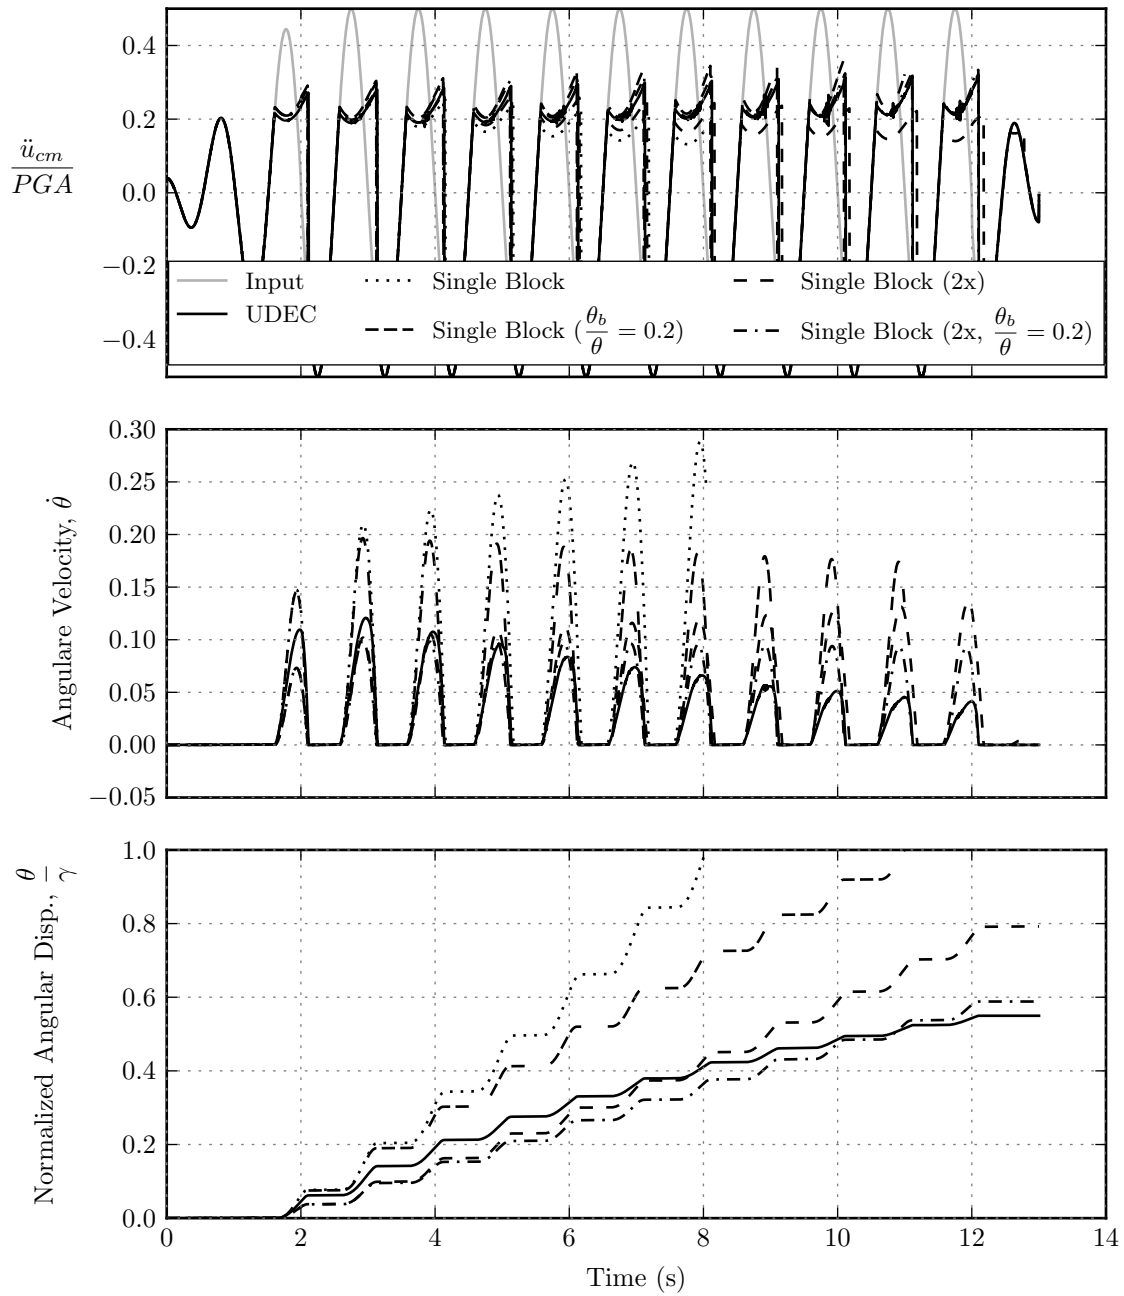 0.4
0.2
0.0
−0.2
−0.4
ü_cm / PGA
Input
UDEC
Single Block
Single Block (θ_b/θ = 0.2)
Single Block (2x)
Single Block (2x, θ_b/θ = 0.2)
0.30
0.25
0.20
0.15
0.10
0.05
0.00
−0.05
Angulare Velocity, θ̇
1.0
0.8
0.6
0.4
0.2
0.0
Normalized Angular Disp., θ/γ
0 2 4 6 8 10 12 14
Time (s)